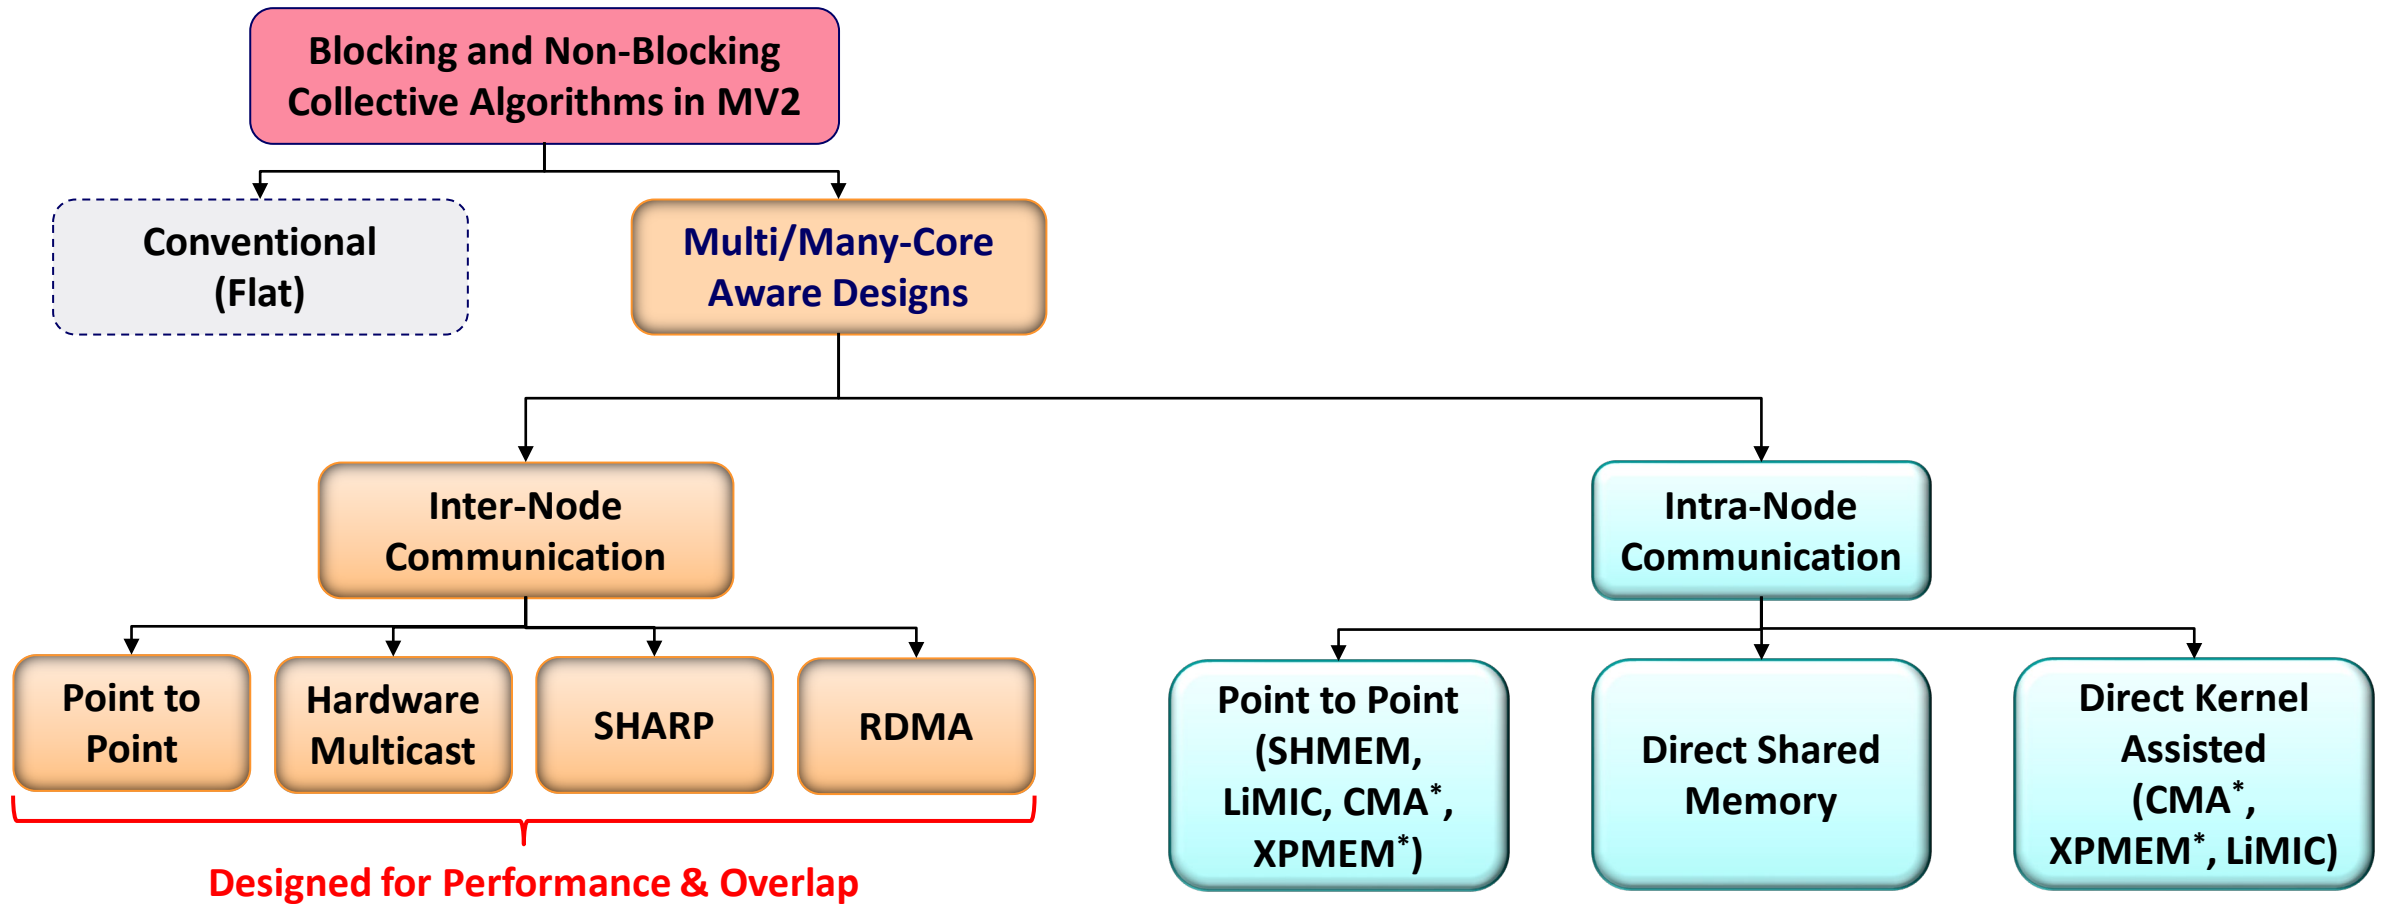 Blocking and Non-Blocking
Collective Algorithms in MV2
Conventional
(Flat)
Multi/Many-Core
Aware Designs
Inter-Node
Communication
Intra-Node
Communication
Point to
Point
Hardware
Multicast
SHARP
RDMA
Point to Point
(SHMEM,
LiMIC, CMA*,
XPMEM*)
Direct Shared
Memory
Direct Kernel
Assisted
(CMA*,
XPMEM*, LiMIC)
Designed for Performance & Overlap